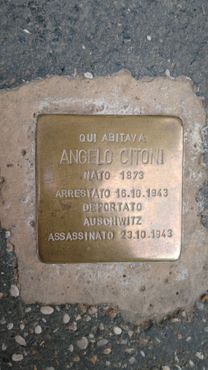 QUI ABITAVA
ANGELO CITONI
NATO 1873
ARRESTATO 16.10.1943
DEPORTATO
AUSCHWITZ
ASSASSINATO 23.10.1943